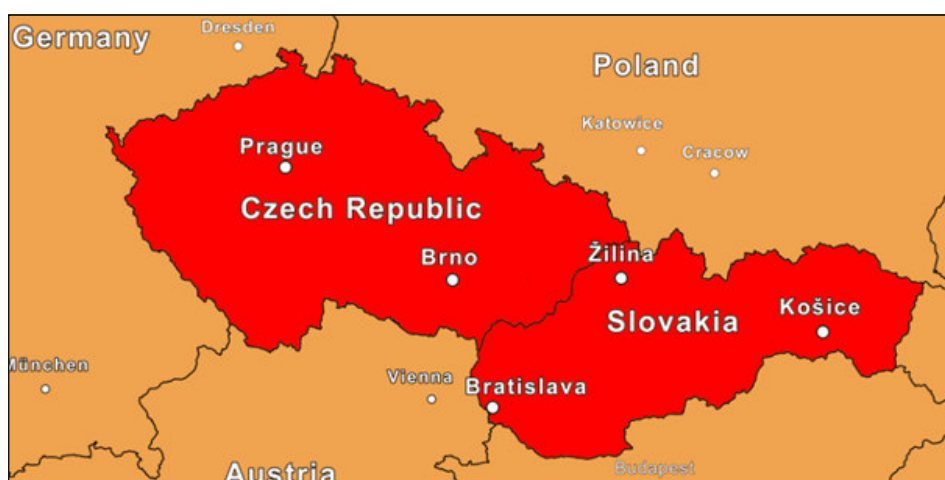 Germany
Dresden
Poland
Katowice
Cracow
Prague
Czech Republic
Brno
Žilina
Košice
Slovakia
München
Vienna
Bratislava
Austria
Budapest